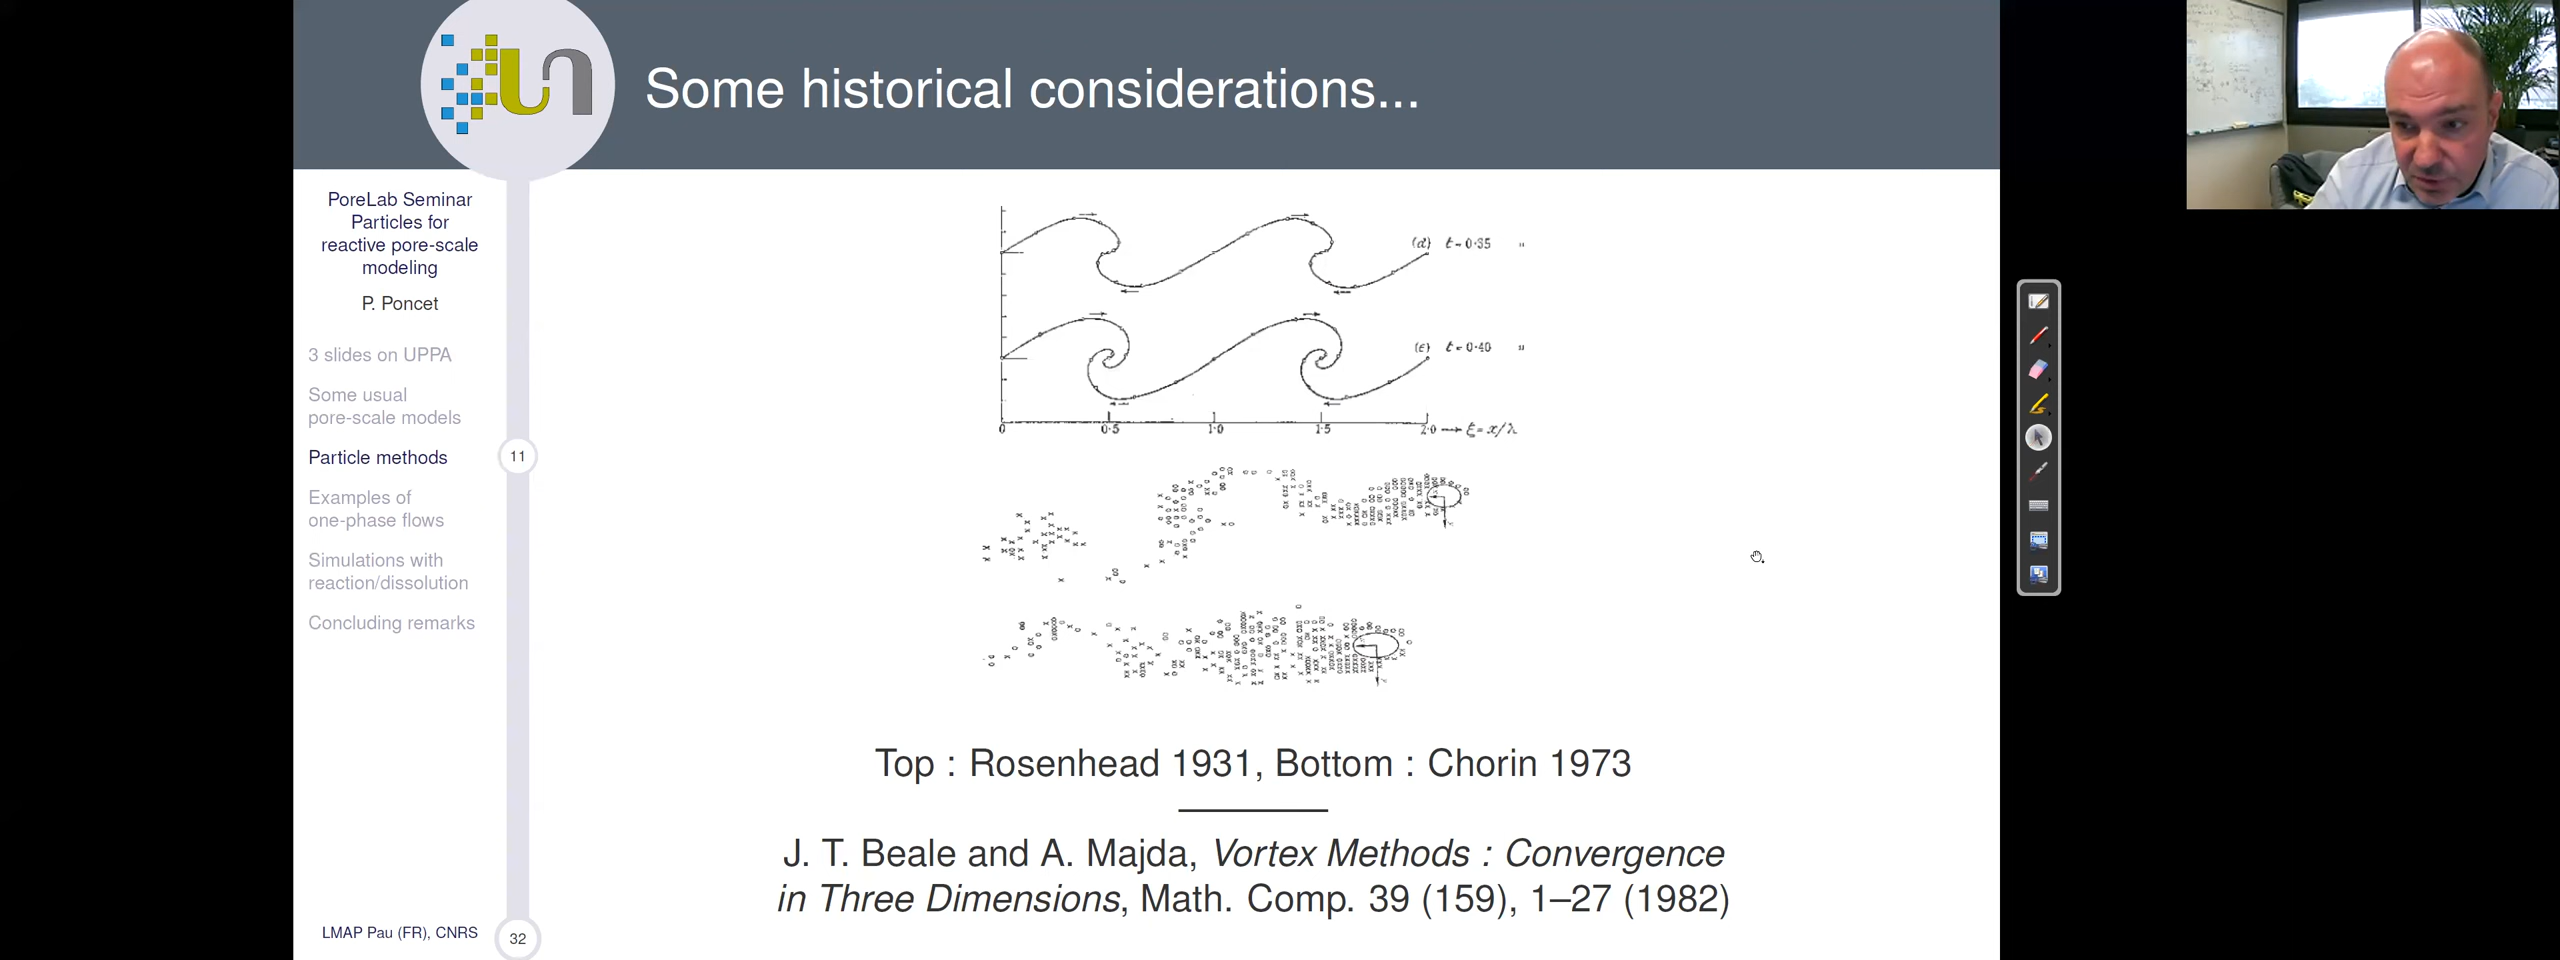 Some historical considerations...
PoreLab Seminar
Particles for
reactive pore-scale
modeling
P. Poncet
3 slides on UPPA
Some usual
pore-scale models
Particle methods
11
Examples of
one-phase flows
Simulations with
reaction/dissolution
Concluding remarks
LMAP Pau (FR), CNRS
32
(d) t=0·35 "
(e) t=0·40 "
0 0·5 1·0 1·5 2·0 ξ=x/λ
Top : Rosenhead 1931, Bottom : Chorin 1973
J. T. Beale and A. Majda, Vortex Methods : Convergence
in Three Dimensions, Math. Comp. 39 (159), 1–27 (1982)